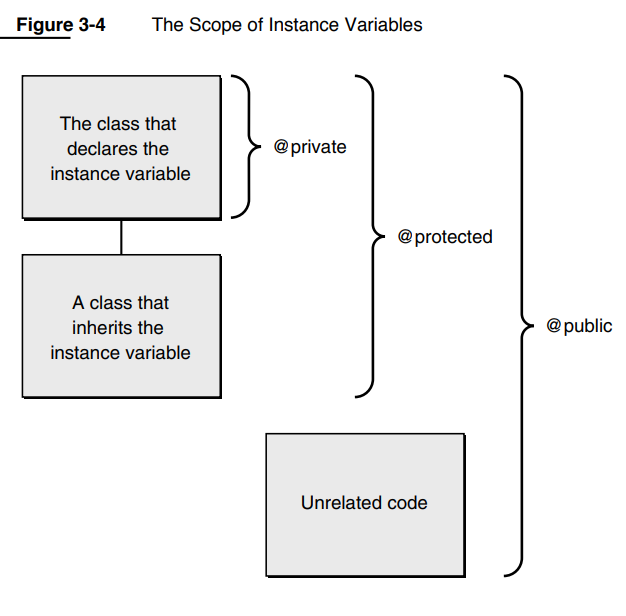 Figure 3-4 The Scope of Instance Variables
The class that
declares the
instance variable
@private
@protected
A class that
inherits the
instance variable
@public
Unrelated code